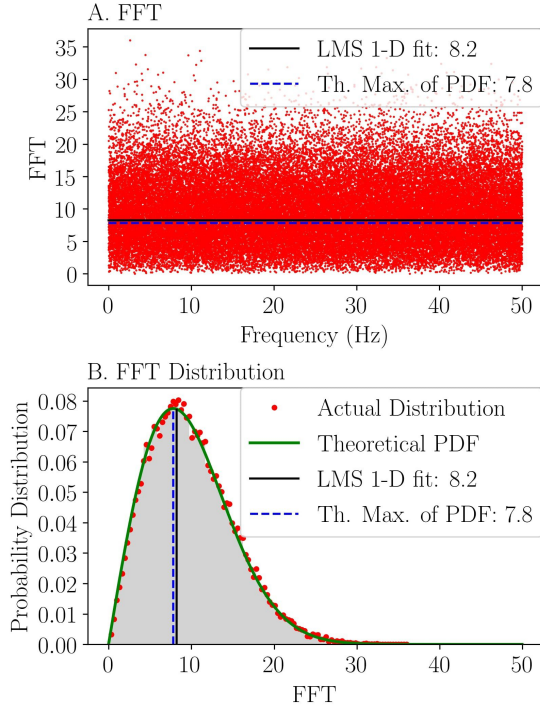 A. FFT
FFT
35
30
25
20
15
10
5
0
LMS 1-D fit: 8.2
Th. Max. of PDF: 7.8
0 10 20 30 40 50
Frequency (Hz)
B. FFT Distribution
Probability Distribution
0.08
0.07
0.06
0.05
0.04
0.03
0.02
0.01
0.00
Actual Distribution
Theoretical PDF
LMS 1-D fit: 8.2
Th. Max. of PDF: 7.8
0 10 20 30 40 50
FFT